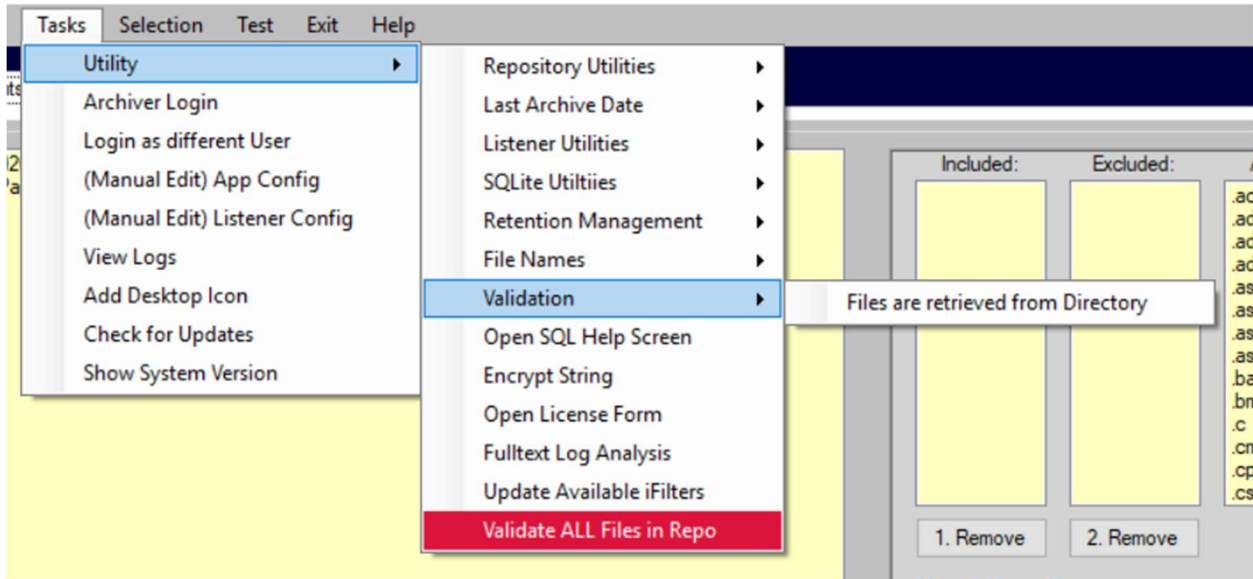 Tasks Selection Test Exit Help
Utility
Archiver Login
Login as different User
(Manual Edit) App Config
(Manual Edit) Listener Config
View Logs
Add Desktop Icon
Check for Updates
Show System Version
Repository Utilities
Last Archive Date
Listener Utilities
SQLite Utiltiies
Retention Management
File Names
Validation
Open SQL Help Screen
Encrypt String
Open License Form
Fulltext Log Analysis
Update Available iFilters
Validate ALL Files in Repo
Files are retrieved from Directory
Included: Excluded:
1. Remove 2. Remove
.c